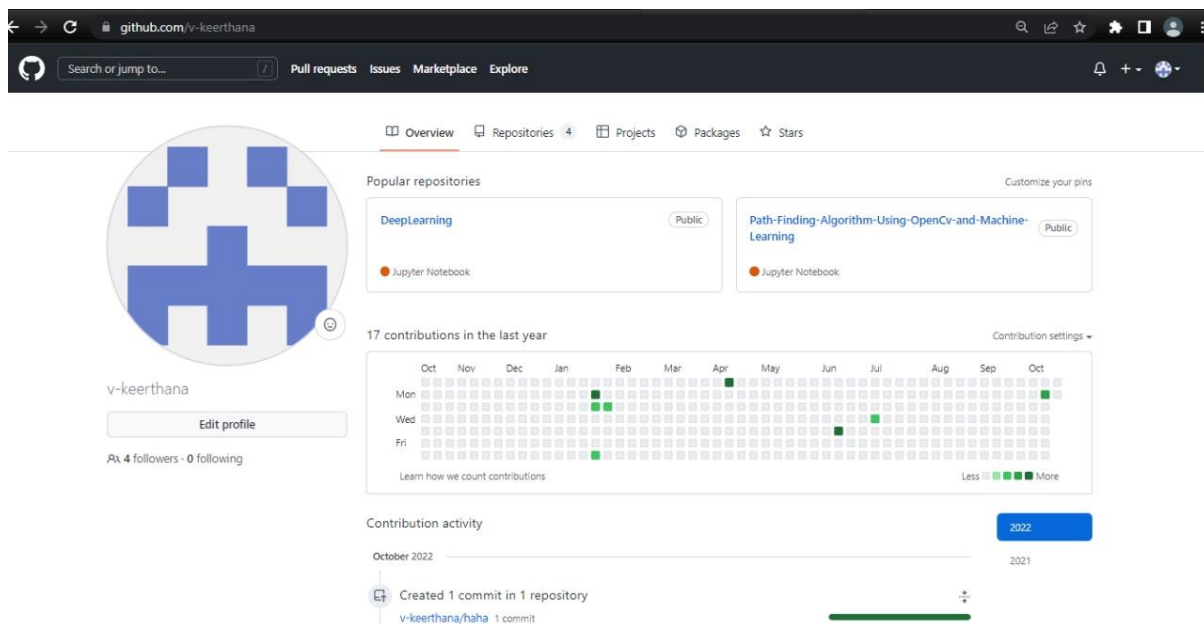 github.com/v-keerthana
Search or jump to... /
Pull requests Issues Marketplace Explore
Overview Repositories 4 Projects Packages Stars
Popular repositories Customize your pins
DeepLearning Public
Jupyter Notebook
Path-Finding-Algorithm-Using-OpenCv-and-Machine-
Learning Public
Jupyter Notebook
v-keerthana
Edit profile
4 followers · 0 following
17 contributions in the last year Contribution settings
Oct Nov Dec Jan Feb Mar Apr May Jun Jul Aug Sep Oct
Mon
Wed
Fri
Learn how we count contributions Less More
Contribution activity
2022
2021
October 2022
Created 1 commit in 1 repository
v-keerthana/haha 1 commit